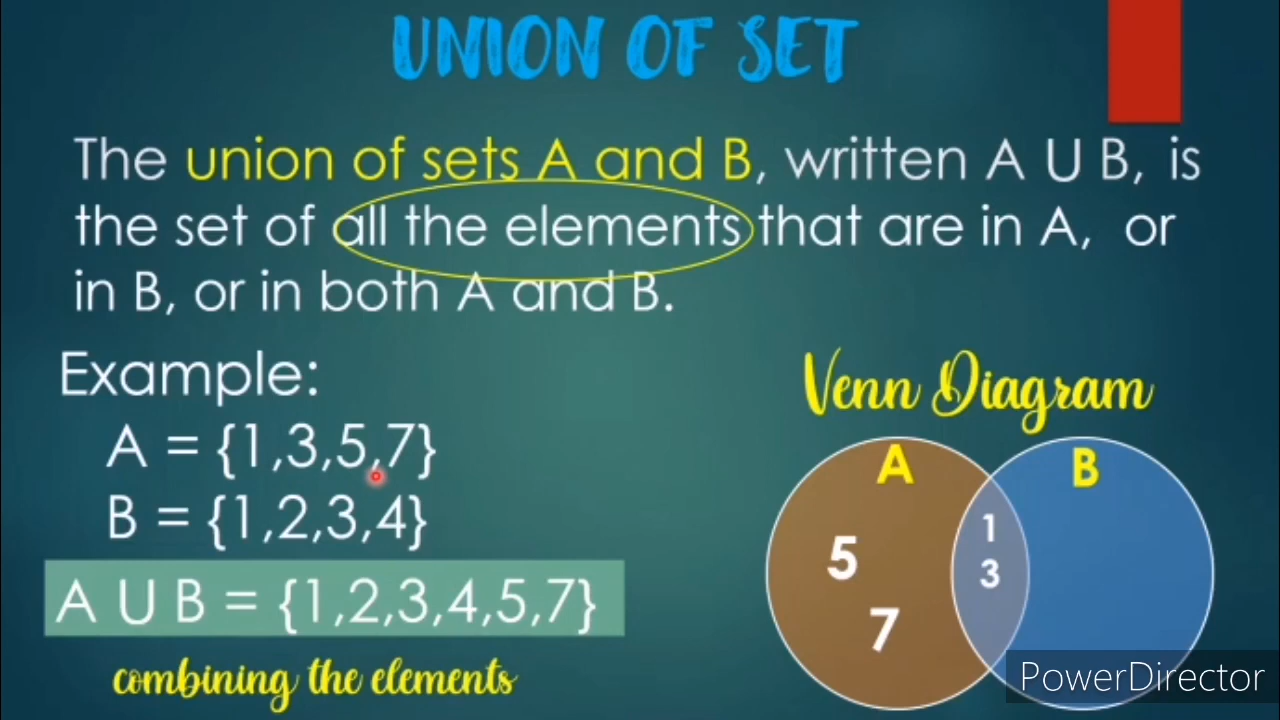 UNION OF SET
The union of sets A and B, written A U B, is
the set of all the elements that are in A, or
in B, or in both A and B.
Example:
A = {1,3,5,7}
B = {1,2,3,4}
A U B = {1,2,3,4,5,7}
combining the elements
Venn Diagram
A
B
5
7
1
3
PowerDirector